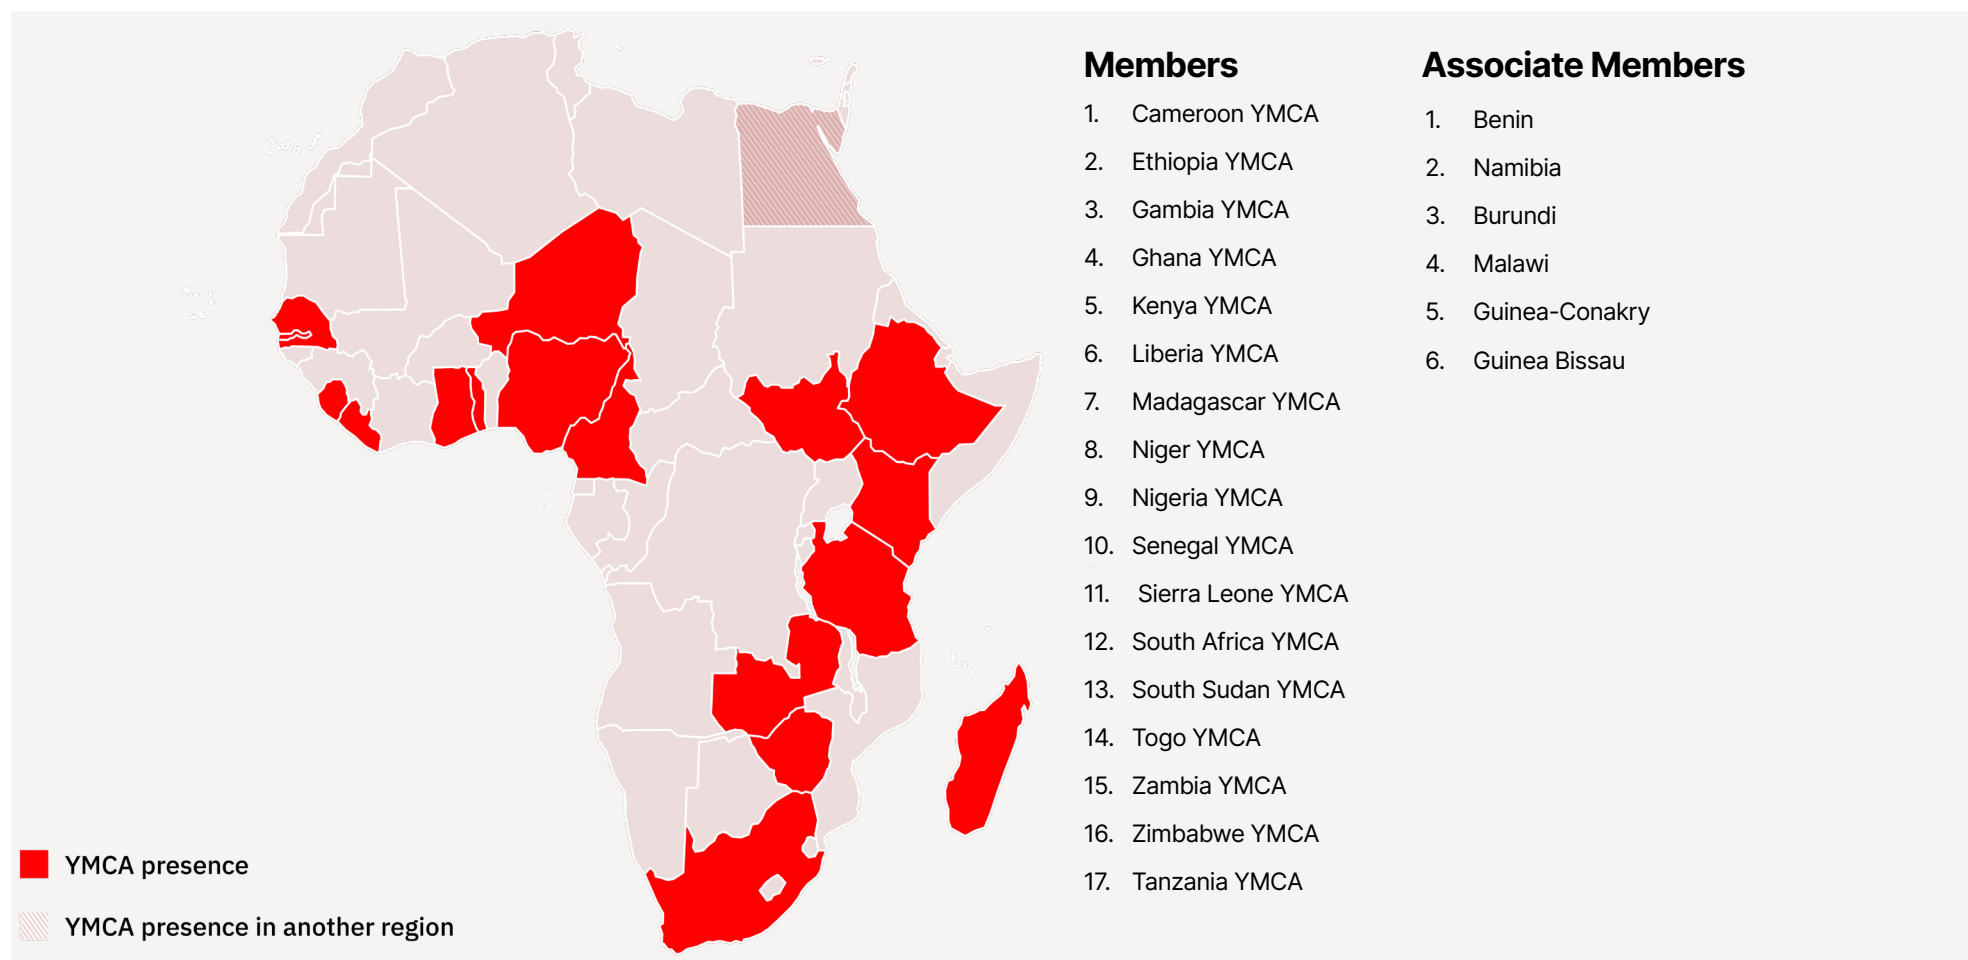 Members
1. Cameroon YMCA
2. Ethiopia YMCA
3. Gambia YMCA
4. Ghana YMCA
5. Kenya YMCA
6. Liberia YMCA
7. Madagascar YMCA
8. Niger YMCA
9. Nigeria YMCA
10. Senegal YMCA
11. Sierra Leone YMCA
12. South Africa YMCA
13. South Sudan YMCA
14. Togo YMCA
15. Zambia YMCA
16. Zimbabwe YMCA
17. Tanzania YMCA
Associate Members
1. Benin
2. Namibia
3. Burundi
4. Malawi
5. Guinea-Conakry
6. Guinea Bissau
YMCA presence
YMCA presence in another region